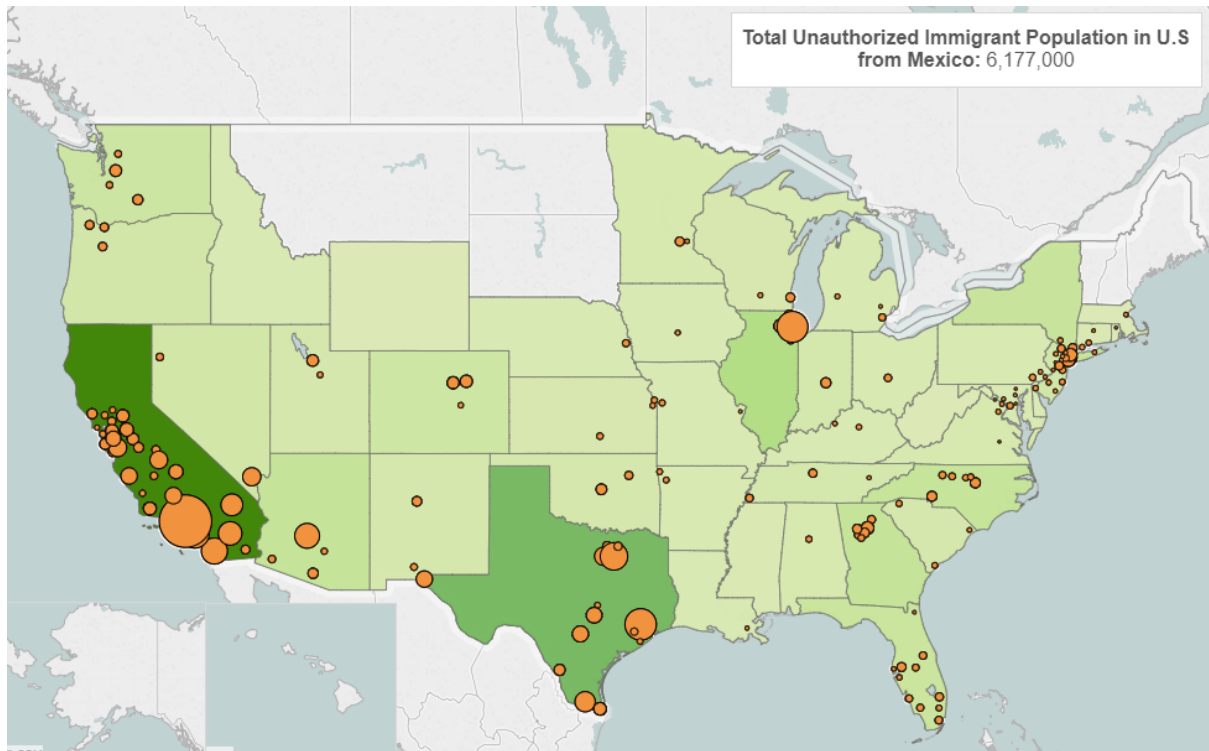 Total Unauthorized Immigrant Population in U.S
from Mexico: 6,177,000